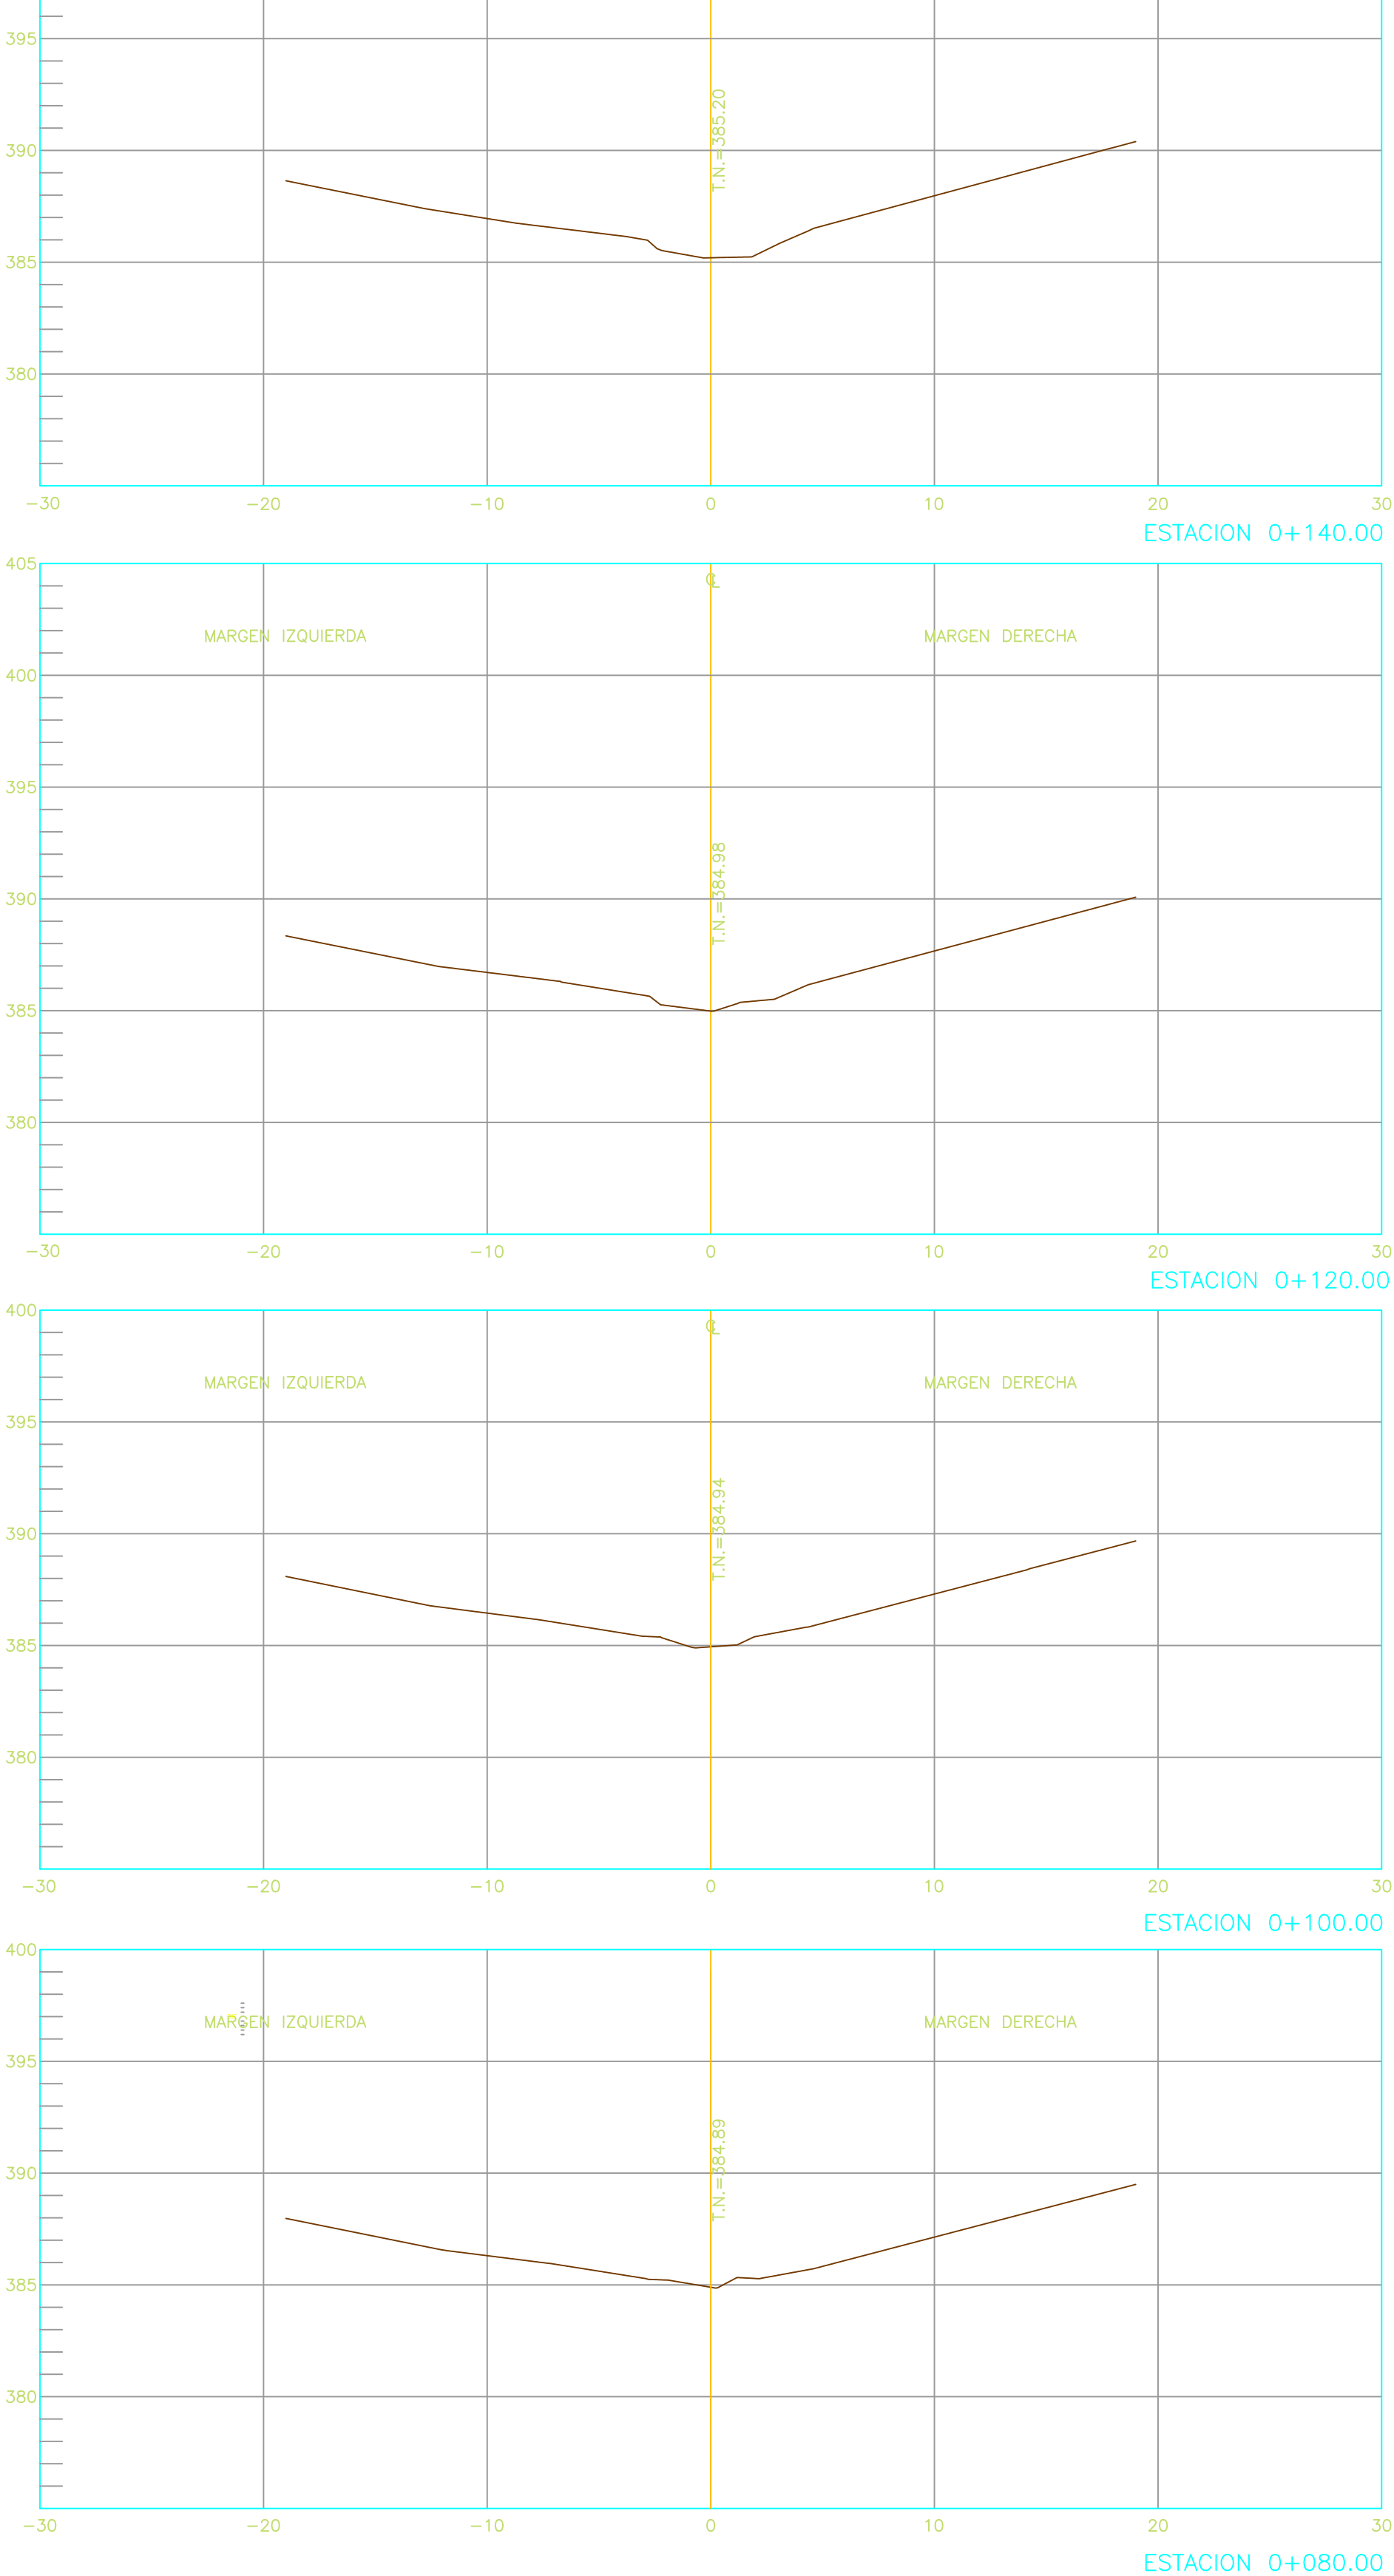 395
T.N.=385.20
390
385
380
-30 -20 -10 0 10 20 30
ESTACION 0+140.00
405
℄
MARGEN IZQUIERDA MARGEN DERECHA
400
395
T.N.=384.98
390
385
380
-30 -20 -10 0 10 20 30
ESTACION 0+120.00
400
℄
MARGEN IZQUIERDA MARGEN DERECHA
395
T.N.=384.94
390
385
380
-30 -20 -10 0 10 20 30
ESTACION 0+100.00
400
MARGEN IZQUIERDA MARGEN DERECHA
395
T.N.=384.89
390
385
380
-30 -20 -10 0 10 20 30
ESTACION 0+080.00